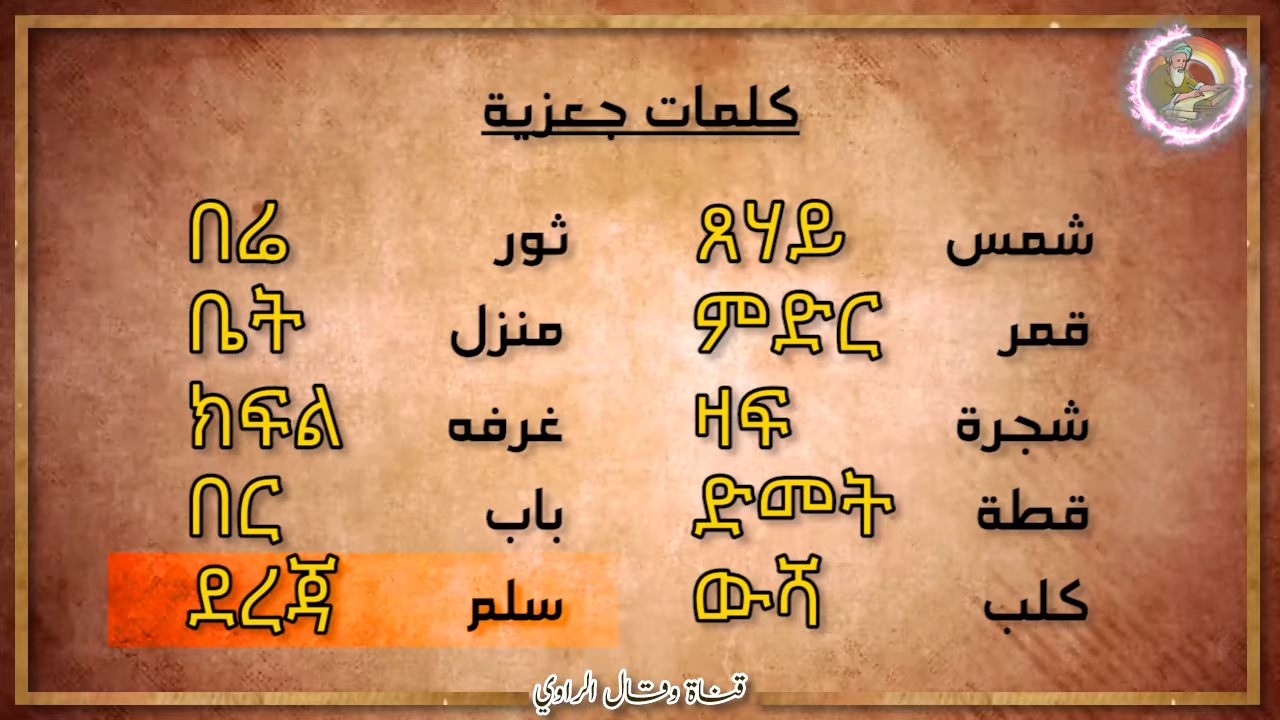 كلمات جعزية
شمس ጸሃይ ثور በሬ
قمر ምድር منزل ቤት
شجرة ዛፍ غرفه ክፍል
قطة ድመት باب በር
كلب ውሻ سلم ደረጃ
قناة وقال الراوي